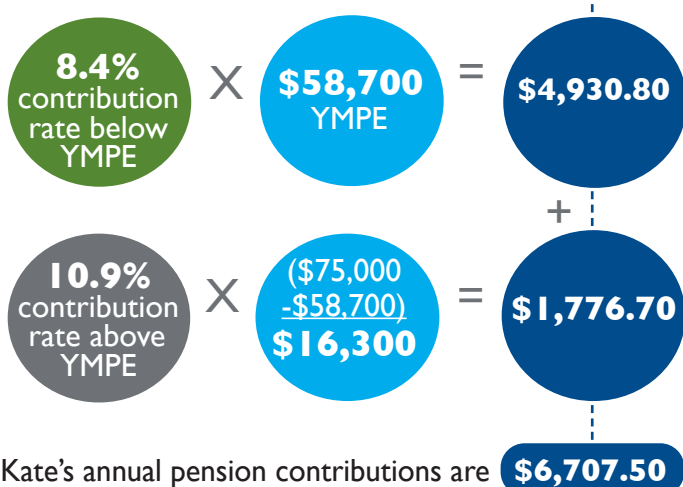 8.4%
contribution
rate below
YMPE
X
$58,700
YMPE
=
$4,930.80
+
10.9%
contribution
rate above
YMPE
X
($75,000
-$58,700)
$16,300
=
$1,776.70
Kate's annual pension contributions are $6,707.50